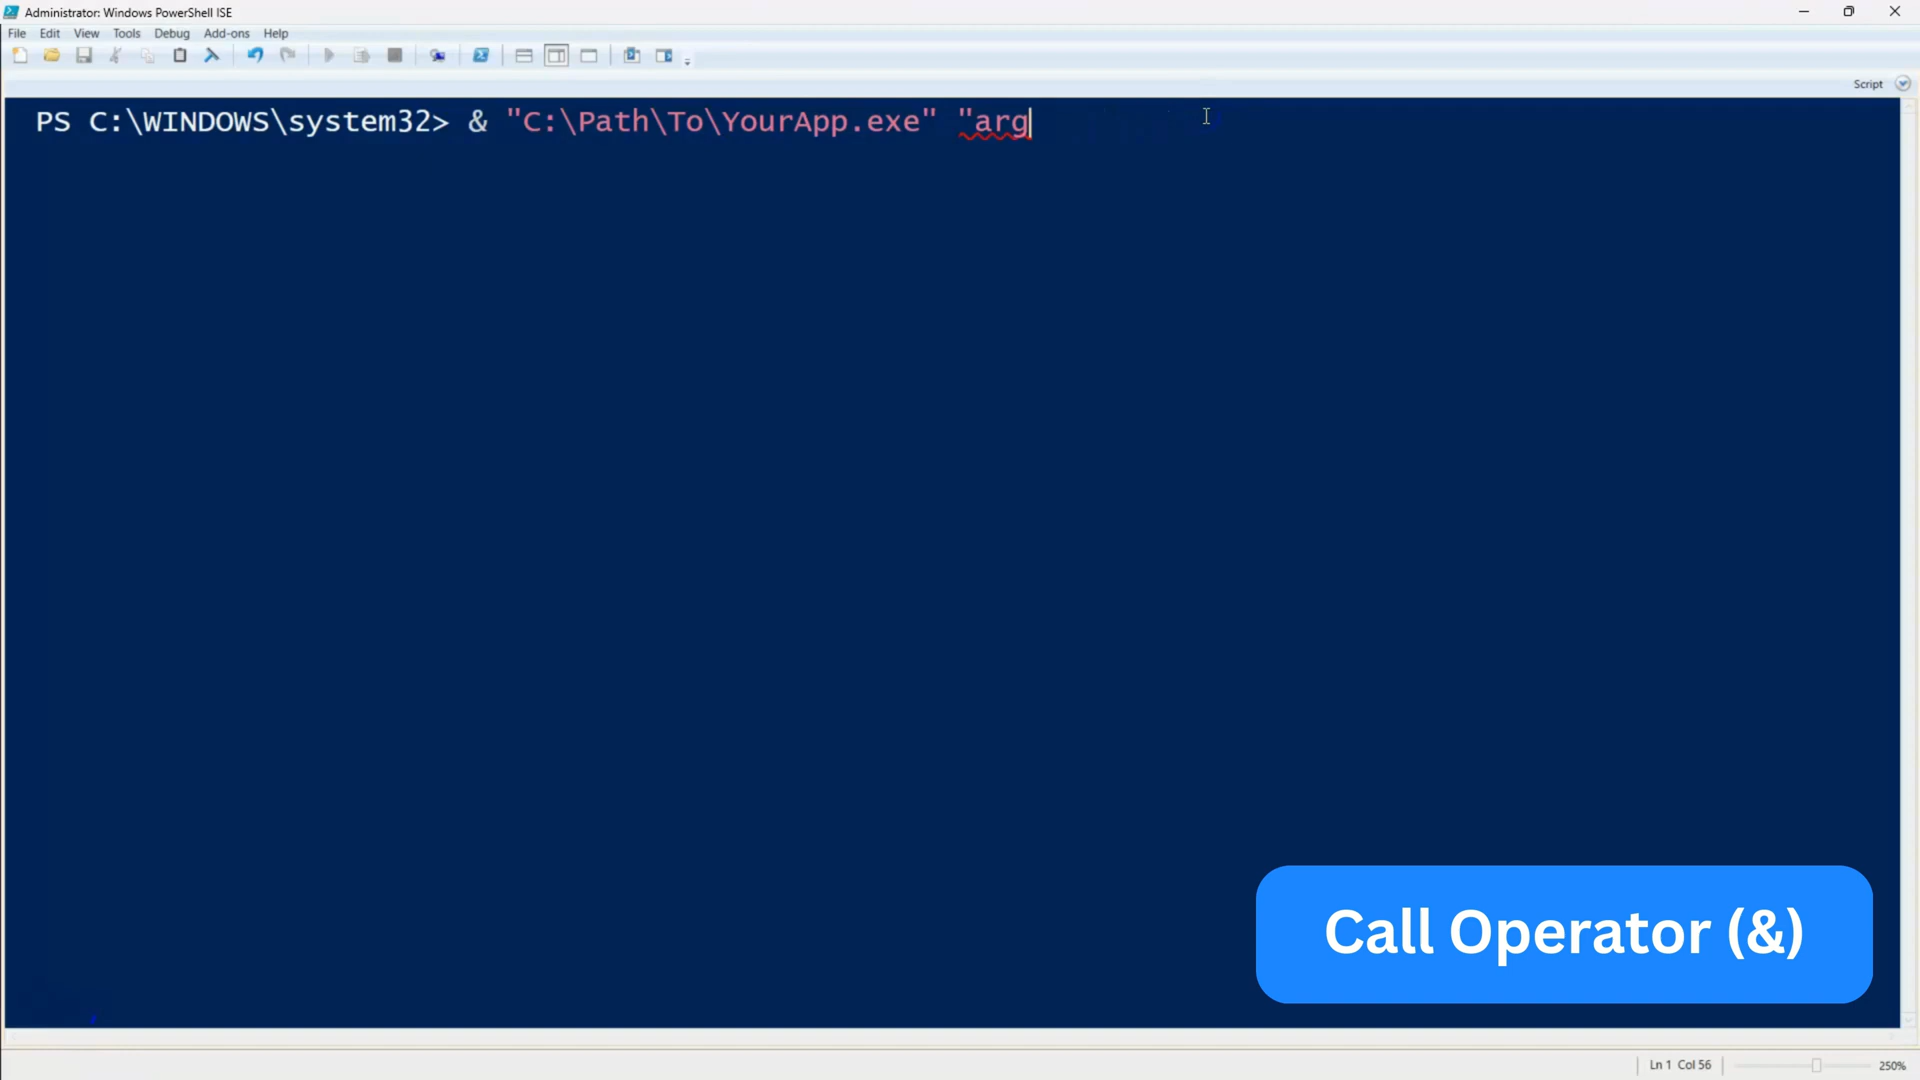 Administrator: Windows PowerShell ISE
File Edit View Tools Debug Add-ons Help
Script
PS C:\WINDOWS\system32> & "C:\Path\To\YourApp.exe" "arg
Call Operator (&)
Ln 1 Col 56
250%